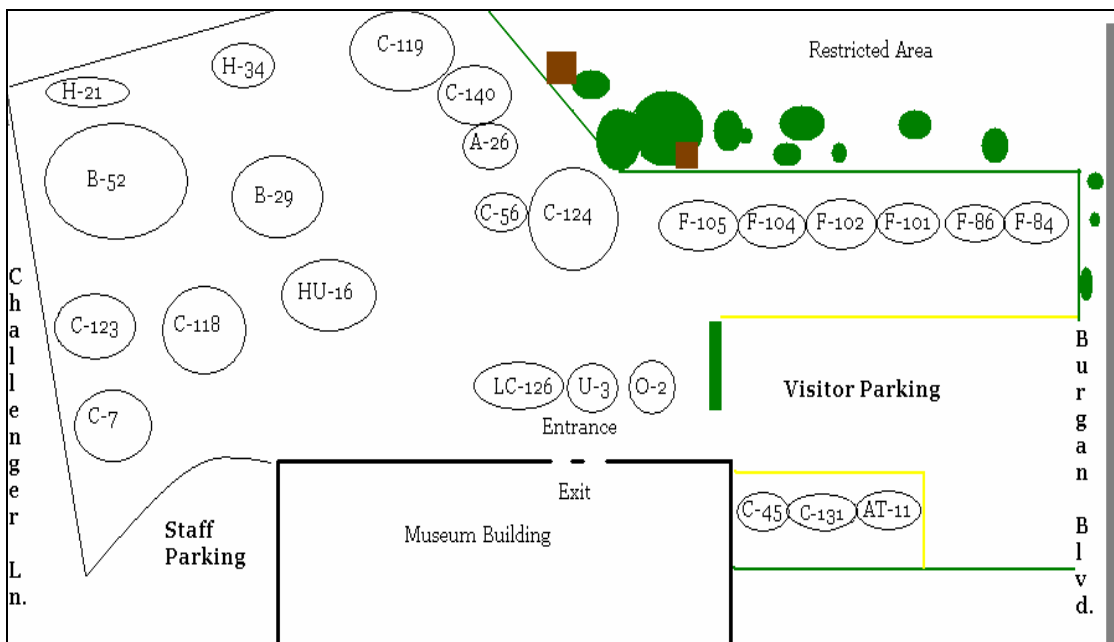 C-119
Restricted Area
H-34
H-21
C-140
A-26
B-52
B-29
C-56
C-124
F-105
F-104
F-102
F-101
F-86
F-84
HU-16
C-123
C-118
Challenger Ln.
Burgan Blvd.
LC-126
U-3
O-2
Visitor Parking
C-7
Entrance
Exit
Staff
Parking
Museum Building
C-45
C-131
AT-11